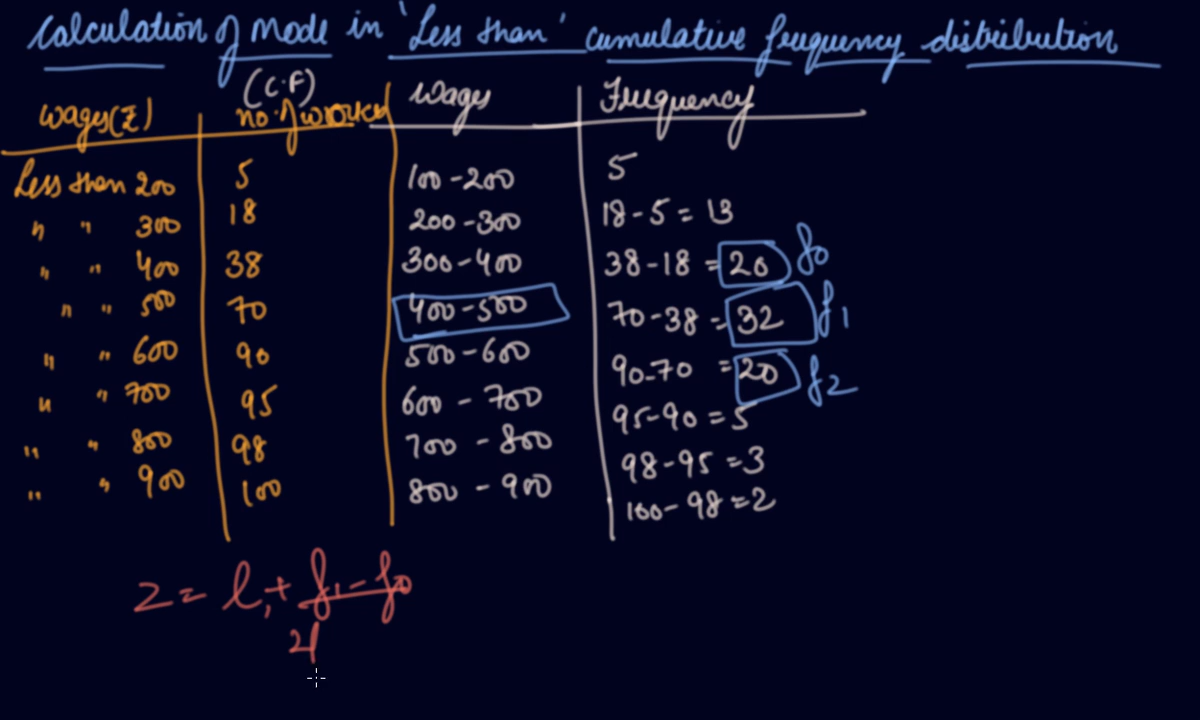 Calculation of Mode in 'Less than' cumulative frequency distribution
(C.F)
Wages(₹) no. of workers Wages Frequency
Less than 200 5 100-200 5
" " 300 18 200-300 18-5 = 13
" " 400 38 300-400 38-18 = 20 f0
" " 500 70 400-500 70-38 = 32 f1
" " 600 90 500-600 90-70 = 20 f2
" " 700 95 600-700 95-90 = 5
" " 800 98 700-800 98-95 = 3
" " 900 100 800-900 100-98 = 2
Z = l1 + f1 - f0
2f